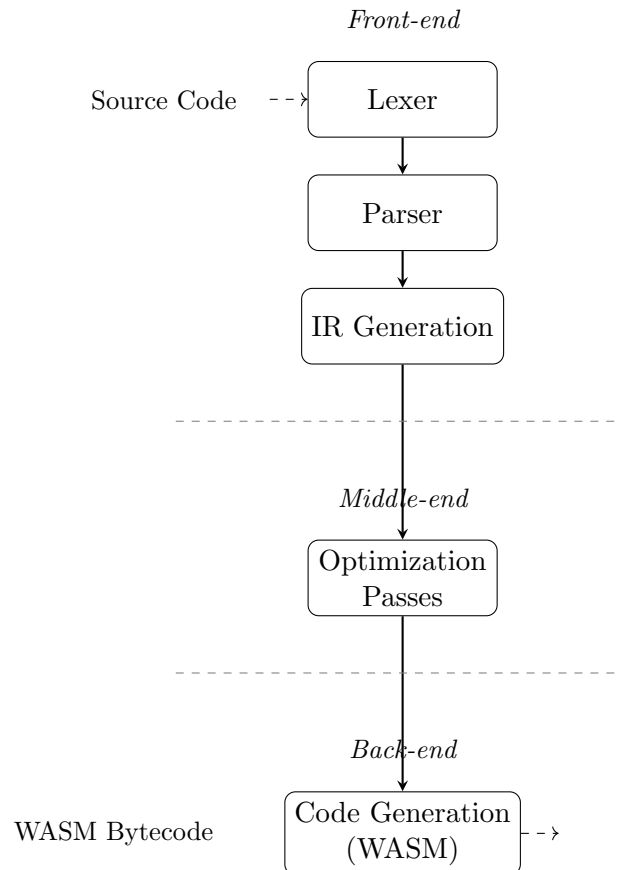 Front-end
Source Code
Lexer
Parser
IR Generation
Middle-end
Optimization
Passes
Back-end
WASM Bytecode
Code Generation
(WASM)